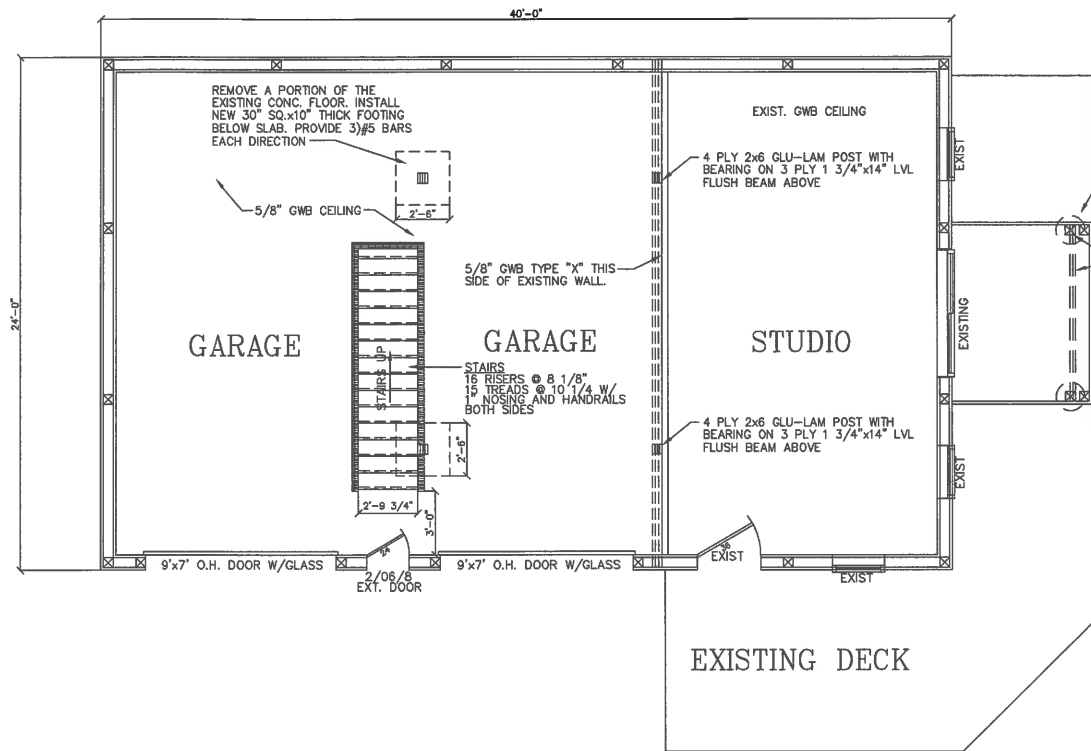 40'-0"
24'-0"
REMOVE A PORTION OF THE
EXISTING CONC. FLOOR. INSTALL
NEW 30" SQ.x10" THICK FOOTING
BELOW SLAB. PROVIDE 3)#5 BARS
EACH DIRECTION
5/8" GWB CEILING
2'-6"
EXIST. GWB CEILING
4 PLY 2x6 GLU-LAM POST WITH
BEARING ON 3 PLY 1 3/4"x14" LVL
FLUSH BEAM ABOVE
EXIST
5/8" GWB TYPE "X" THIS
SIDE OF EXISTING WALL.
GARAGE
GARAGE
STUDIO
EXISTING
STAIRS UP
STAIRS
16 RISERS @ 8 1/8"
15 TREADS @ 10 1/4 W/
1" NOSING AND HANDRAILS
BOTH SIDES
4 PLY 2x6 GLU-LAM POST WITH
BEARING ON 3 PLY 1 3/4"x14" LVL
FLUSH BEAM ABOVE
2'-6"
EXIST
2'-9 3/4"
3'-0"
24
36
EXIST
9'x7' O.H. DOOR W/GLASS
2/06/8
EXT. DOOR
9'x7' O.H. DOOR W/GLASS
EXIST
EXISTING DECK